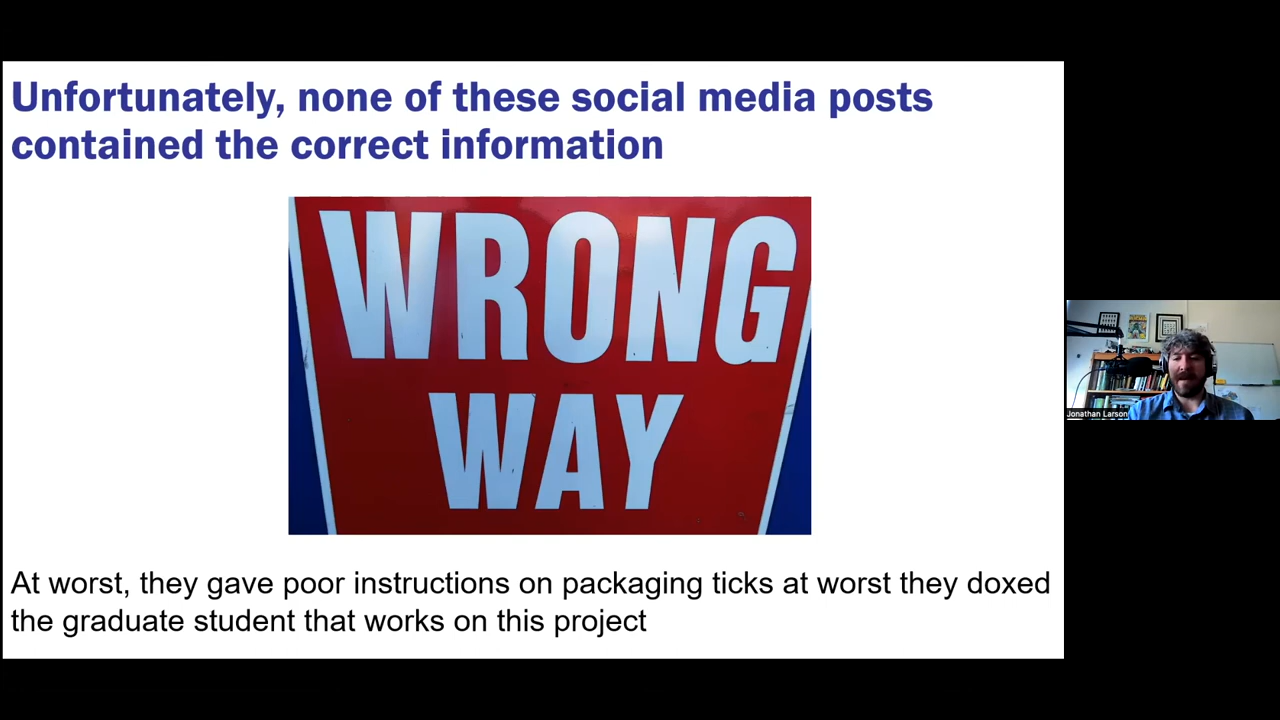 Unfortunately, none of these social media posts
contained the correct information
WRONG
WAY
At worst, they gave poor instructions on packaging ticks at worst they doxed
the graduate student that works on this project
Jonathan Larson